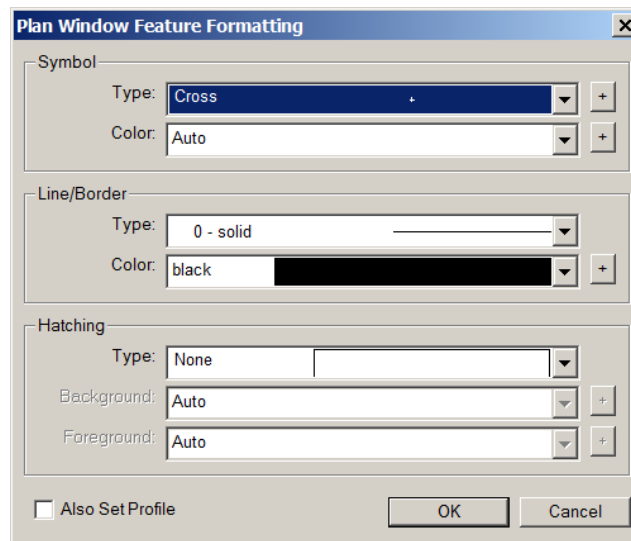 Plan Window Feature Formatting
Symbol
Type: Cross
Color: Auto
Line/Border
Type: 0 - solid
Color: black
Hatching
Type: None
Background: Auto
Foreground: Auto
Also Set Profile OK Cancel